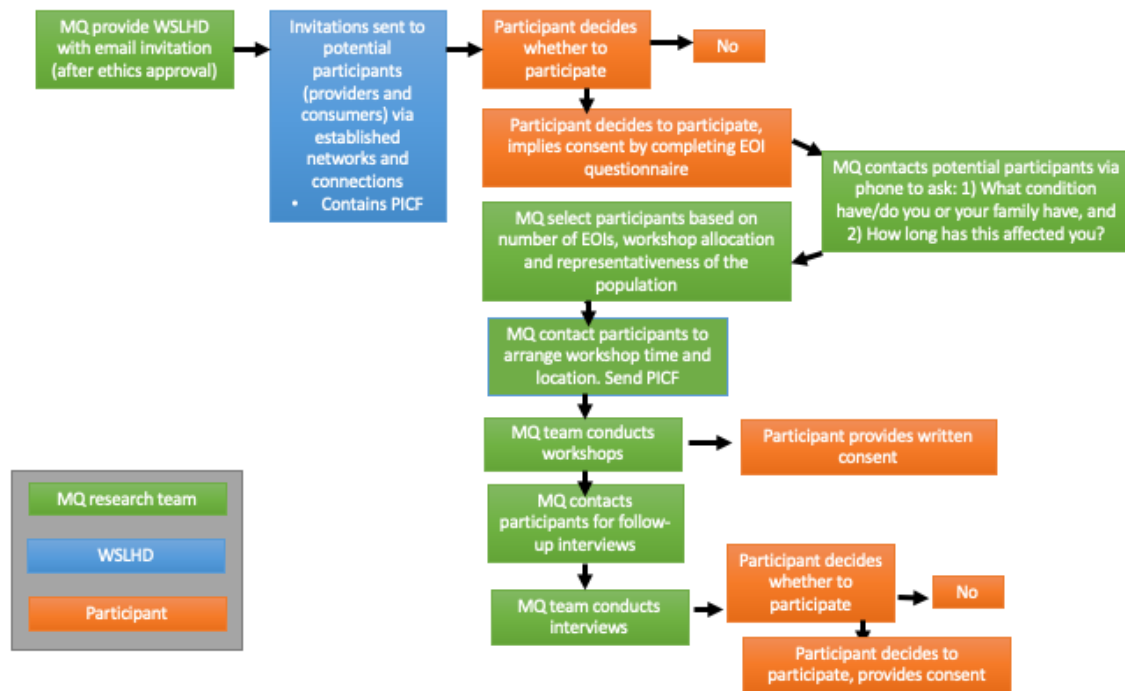 MQ provide WSLHD
with email invitation
(after ethics approval)
Invitations sent to
potential
participants
(providers and
consumers) via
established
networks and
connections
• Contains PICF
Participant decides
whether to
participate
No
Participant decides to participate,
implies consent by completing EOI
questionnaire
MQ contacts potential participants via
phone to ask: 1) What condition
have/do you or your family have, and
2) How long has this affected you?
MQ select participants based on
number of EOIs, workshop allocation
and representativeness of the
population
MQ contact participants to
arrange workshop time and
location. Send PICF
MQ team conducts
workshops
Participant provides written
consent
MQ contacts
participants for follow-
up interviews
MQ team conducts
interviews
Participant decides
whether to
participate
No
Participant decides to
participate, provides consent
MQ research team
WSLHD
Participant